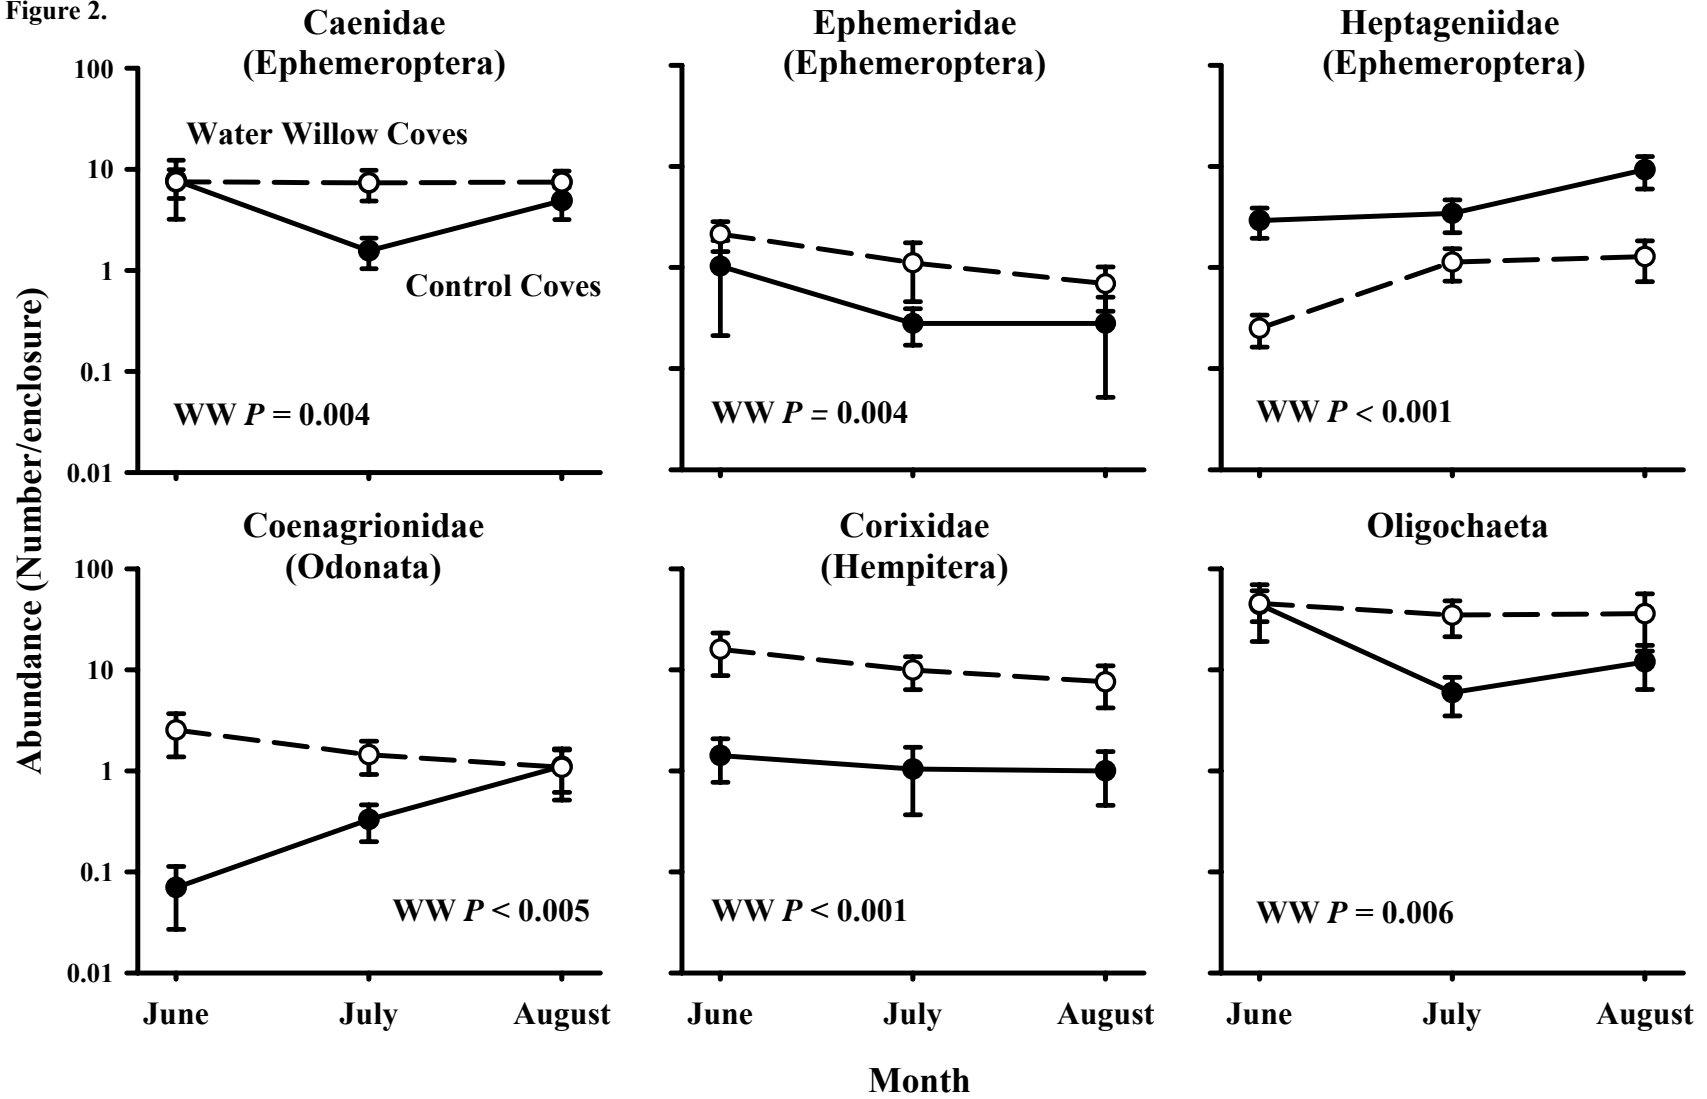 Figure 2.
Caenidae
(Ephemeroptera)
Ephemeridae
(Ephemeroptera)
Heptageniidae
(Ephemeroptera)
Abundance (Number/enclosure)
100
10
1
0.1
0.01
Water Willow Coves
Control Coves
WW P = 0.004
WW P = 0.004
WW P < 0.001
Coenagrionidae
(Odonata)
Corixidae
(Hempitera)
Oligochaeta
100
10
1
0.1
0.01
WW P < 0.005
WW P < 0.001
WW P = 0.006
June July August
June July August
June July August
Month